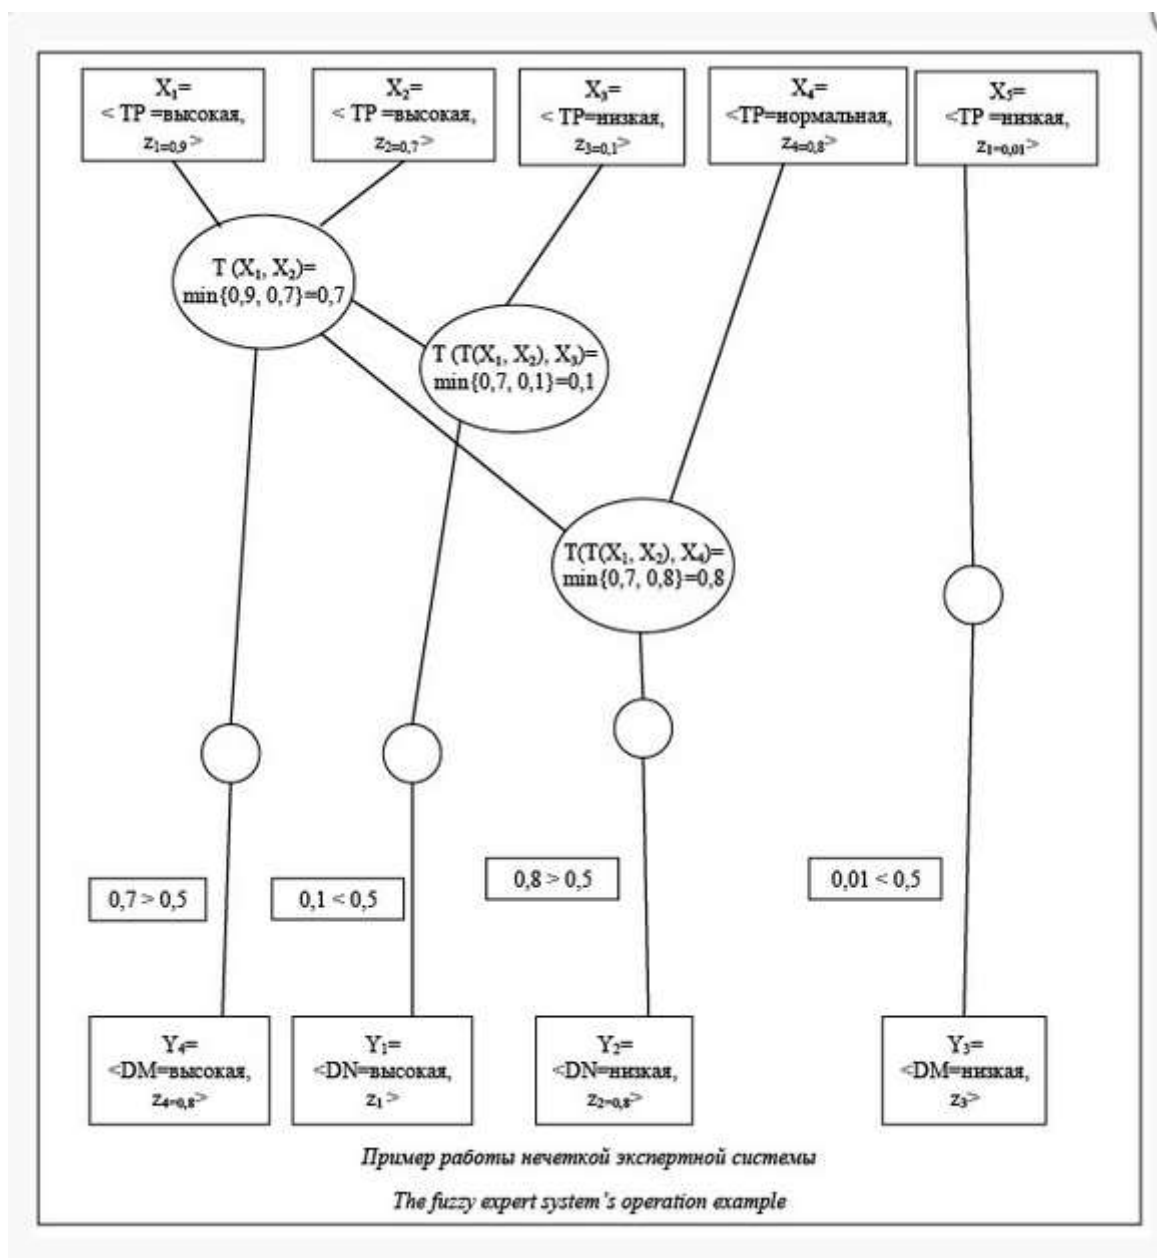 X₁=
< TP =высокая,
z₁₌₀,₉>
X₂=
< TP =высокая,
z₂₌₀,₇>
X₃=
< TP=низкая,
z₃₌₀,₁>
X₄=
<TP=нормальная,
z₄₌₀,₈>
X₅=
<TP =низкая,
z₁₌₀,₀₁>
T (X₁, X₂)=
min{0,9, 0,7}=0,7
T (T(X₁, X₂), X₃)=
min{0,7, 0,1}=0,1
T(T(X₁, X₂), X₄)=
min{0,7, 0,8}=0,8
0,7 > 0,5
0,1 < 0,5
0,8 > 0,5
0,01 < 0,5
Y₄=
<DM=высокая,
z₄₌₀,₈>
Y₁=
<DN=высокая,
z₁ >
Y₂=
<DN=низкая,
z₂₌₀,₈>
Y₃=
<DM=низкая,
z₃>
Пример работы нечеткой экспертной системы
The fuzzy expert system's operation example